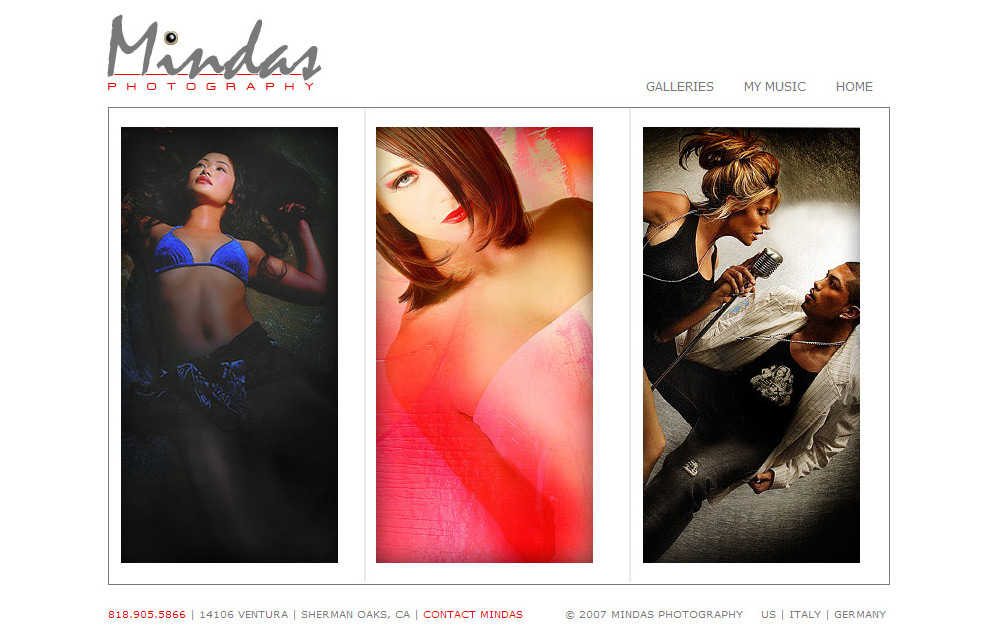 Mindas
PHOTOGRAPHY
GALLERIES MY MUSIC HOME
818.905.5866 | 14106 VENTURA | SHERMAN OAKS, CA | CONTACT MINDAS © 2007 MINDAS PHOTOGRAPHY US | ITALY | GERMANY